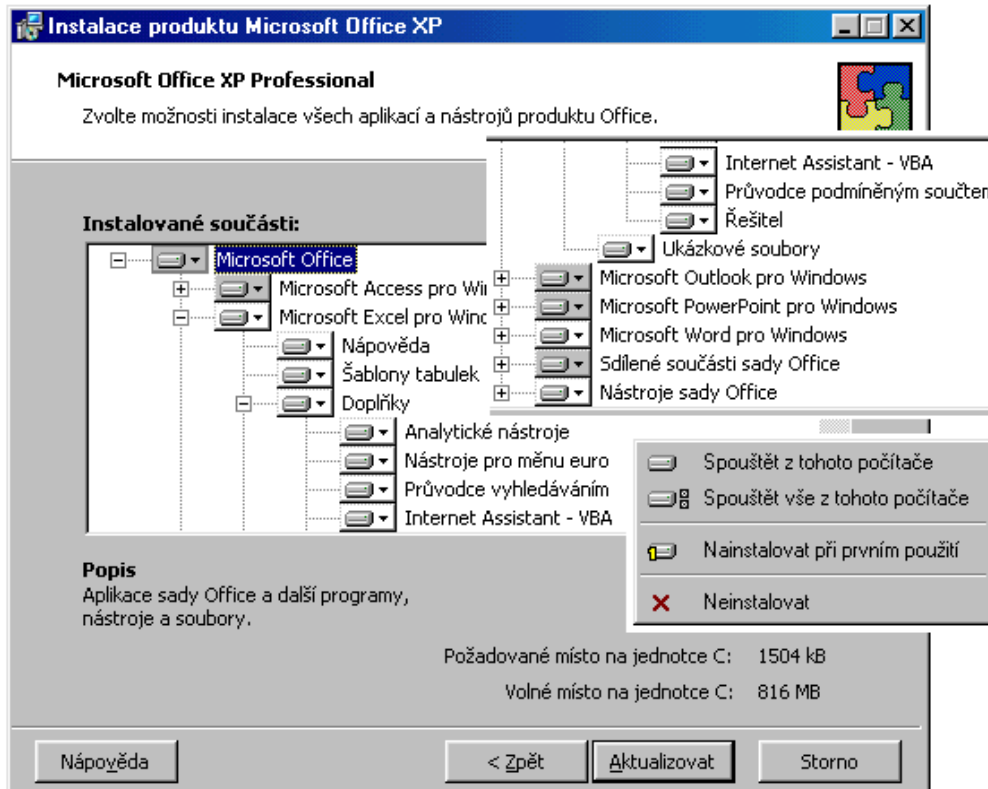 Instalace produktu Microsoft Office XP
Microsoft Office XP Professional
Zvolte možnosti instalace všech aplikací a nástrojů produktu Office.
Instalované součásti:
Microsoft Office
Microsoft Access pro Wi
Microsoft Excel pro Wind
Nápověda
Šablony tabulek
Doplňky
Analytické nástroje
Nástroje pro měnu euro
Průvodce vyhledáváním
Internet Assistant - VBA
Internet Assistant - VBA
Průvodce podmíněným součtem
Řešitel
Ukázkové soubory
Microsoft Outlook pro Windows
Microsoft PowerPoint pro Windows
Microsoft Word pro Windows
Sdílené součásti sady Office
Nástroje sady Office
Spouštět z tohoto počítače
Spouštět vše z tohoto počítače
Nainstalovat při prvním použití
Neinstalovat
Popis
Aplikace sady Office a další programy,
nástroje a soubory.
Požadované místo na jednotce C: 1504 kB
Volné místo na jednotce C: 816 MB
Nápověda
< Zpět
Aktualizovat
Storno